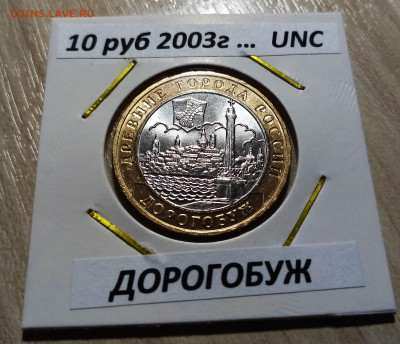 COINS.LAVE.RU
10 руб 2003г ... UNC
ДРЕВНИЕ ГОРОДА РОССИИ
ДОРОГОБУЖ
ДОРОГОБУЖ